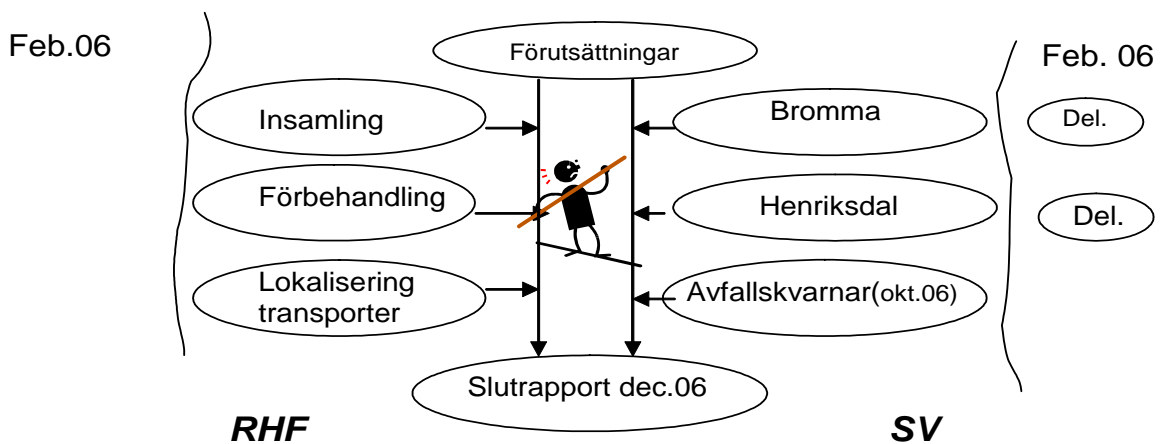 Feb.06
Förutsättningar
Feb. 06
Insamling
Bromma
Del.
Förbehandling
Henriksdal
Del.
Lokalisering
transporter
Avfallskvarnar(okt.06)
Slutrapport dec.06
RHF
SV